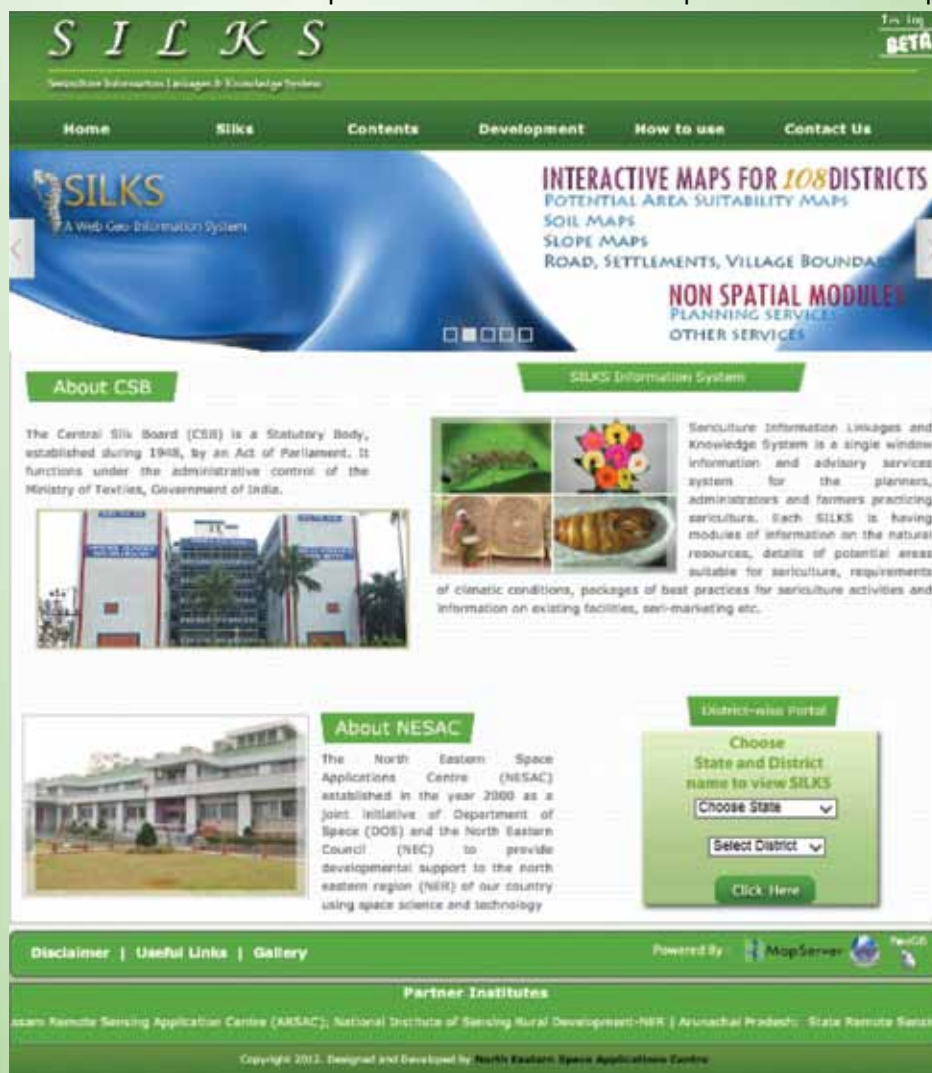 S I L K S
Sericulture Information Linkages & Knowledge System
BETA
Home Silks Contents Development How to use Contact Us
SILKS
A Web Geo-Information System
INTERACTIVE MAPS FOR 108 DISTRICTS
POTENTIAL AREA SUITABILITY MAPS
SOIL MAPS
SLOPE MAPS
ROAD, SETTLEMENTS, VILLAGE BOUNDA
NON SPATIAL MODULES
PLANNING SERVICES
OTHER SERVICES
About CSB
The Central Silk Board (CSB) is a Statutory Body,
established during 1948, by an Act of Parliament. It
functions under the administrative control of the
Ministry of Textiles, Government of India.
SILKS Information System
Sericulture Information Linkages and
Knowledge System is a single window
information and advisory services
system for the planners,
administrators and farmers practicing
sericulture. Each SILKS is having
modules of information on the natural
resources, details of potential areas
suitable for sericulture, requirements
of climatic conditions, packages of best practices for sericulture activities and
information on existing facilities, seri-marketing etc.
About NESAC
The North Eastern Space
Applications Centre (NESAC)
established in the year 2000 as a
joint initiative of Department of
Space (DOS) and the North Eastern
Council (NEC) to provide
developmental support to the north
eastern region (NER) of our country
using space science and technology
District-wise Portal
Choose
State and District
name to view SILKS
Choose State
Select District
Click Here
Disclaimer | Useful Links | Gallery
Powered By : MapServer
Partner Institutes
ssam Remote Sensing Application Centre (ARSAC); National Institute of Sensing Rural Development-NER | Arunachal Pradesh: State Remote Sens
Copyright 2012. Designed and Developed by North Eastern Space Applications Centre